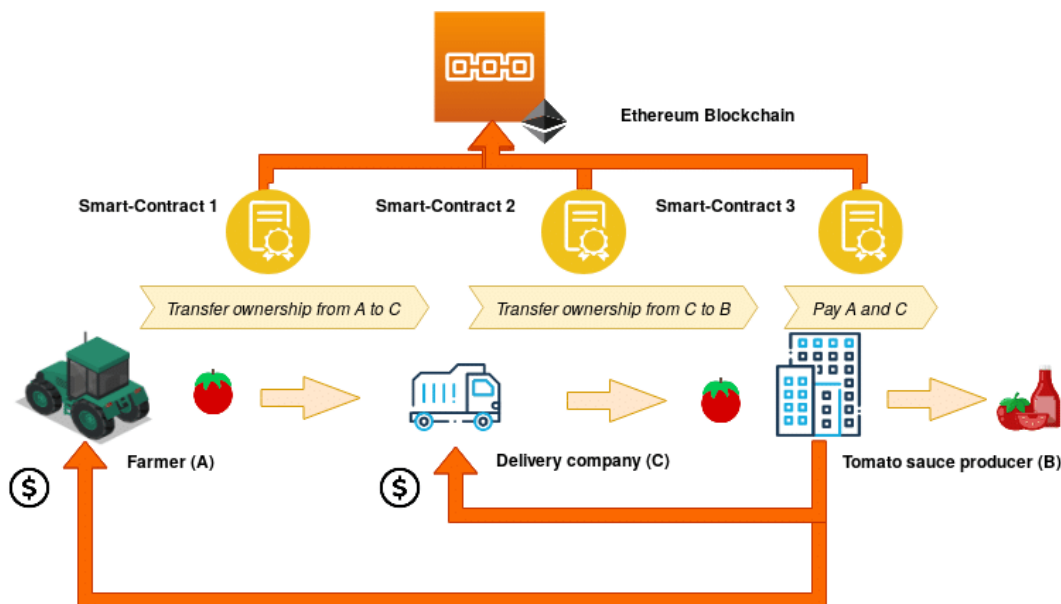 Ethereum Blockchain
Smart-Contract 1
Smart-Contract 2
Smart-Contract 3
Transfer ownership from A to C
Transfer ownership from C to B
Pay A and C
Farmer (A)
Delivery company (C)
Tomato sauce producer (B)
$
$